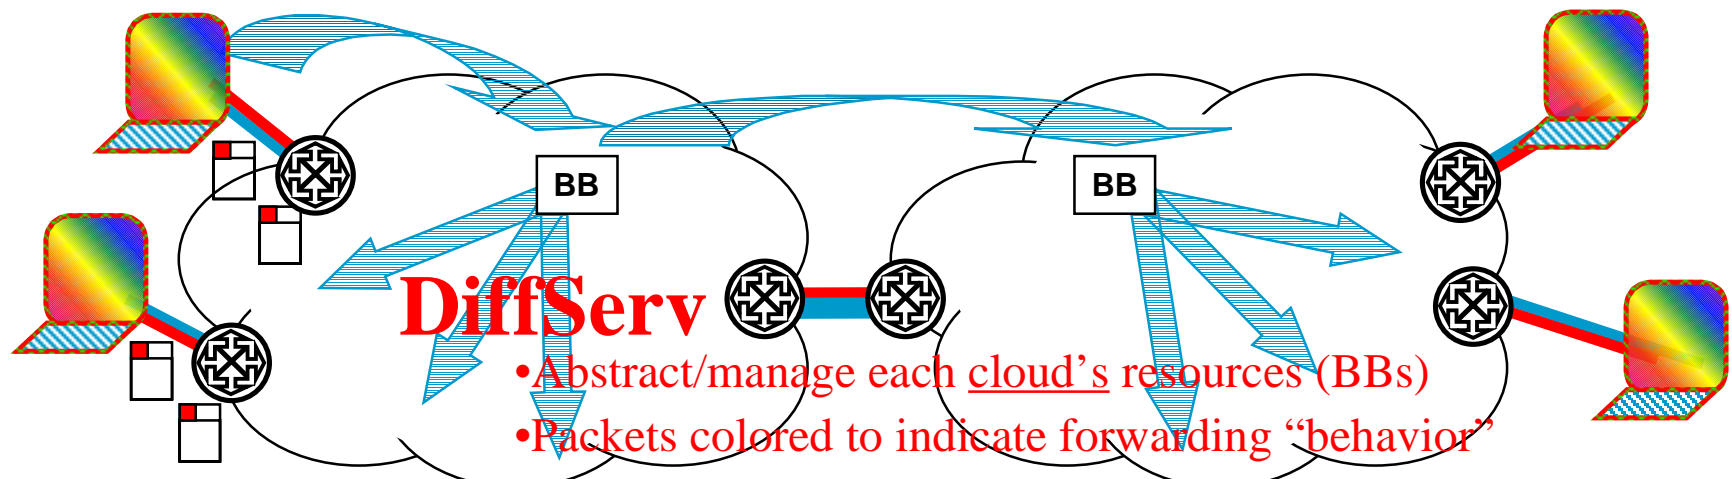 BB
BB
DiffServ
•Abstract/manage each cloud's resources (BBs)
•Packets colored to indicate forwarding “behavior”